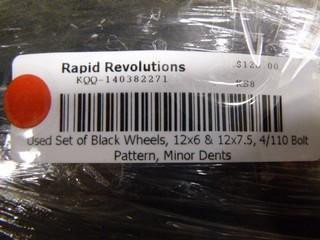 Rapid Revolutions $120.00
KQQ-140382271 KS8
Used Set of Black Wheels, 12x6 & 12x7.5, 4/110 Bolt
Pattern, Minor Dents